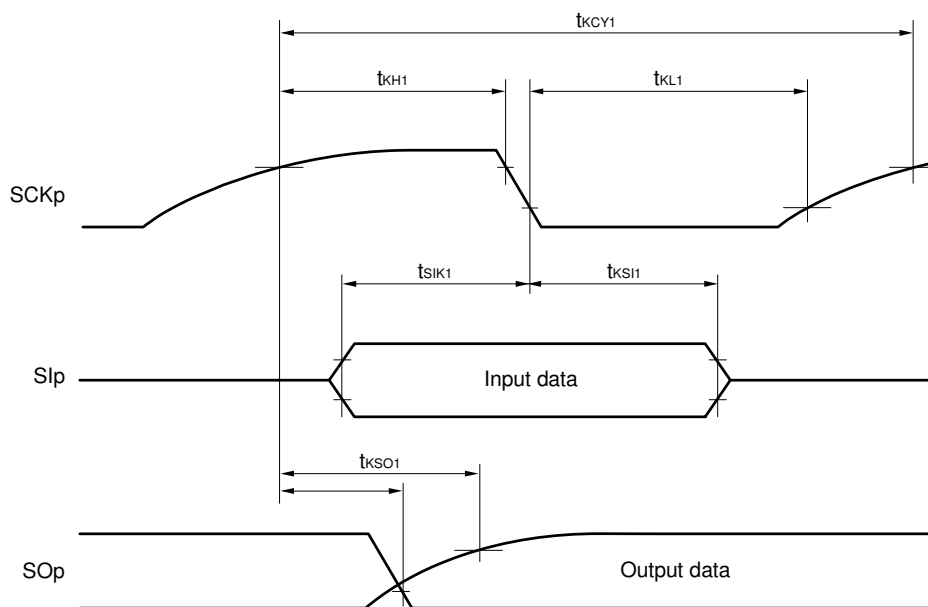 tKCY1
tKH1
tKL1
SCKp
tSIK1
tKSI1
SIp
Input data
tKSO1
SOp
Output data